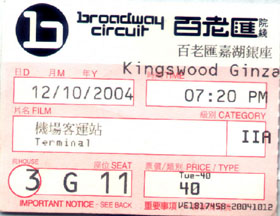 broadway circuit 百老匯院綫
百老匯嘉湖銀座
Kingswood Ginza
日D 月M 年Y
12/10/2004 07:20 PM
片名FILM 級別CATEGORY
機場客運站 IIA
Terminal
院HOUSE 座位SEAT 票價/類別 PRICE / TYPE
3 G 11 Tue-40
40
IMPORTANT NOTICE - SEE BACK 重要事項 VE1817458-20041012